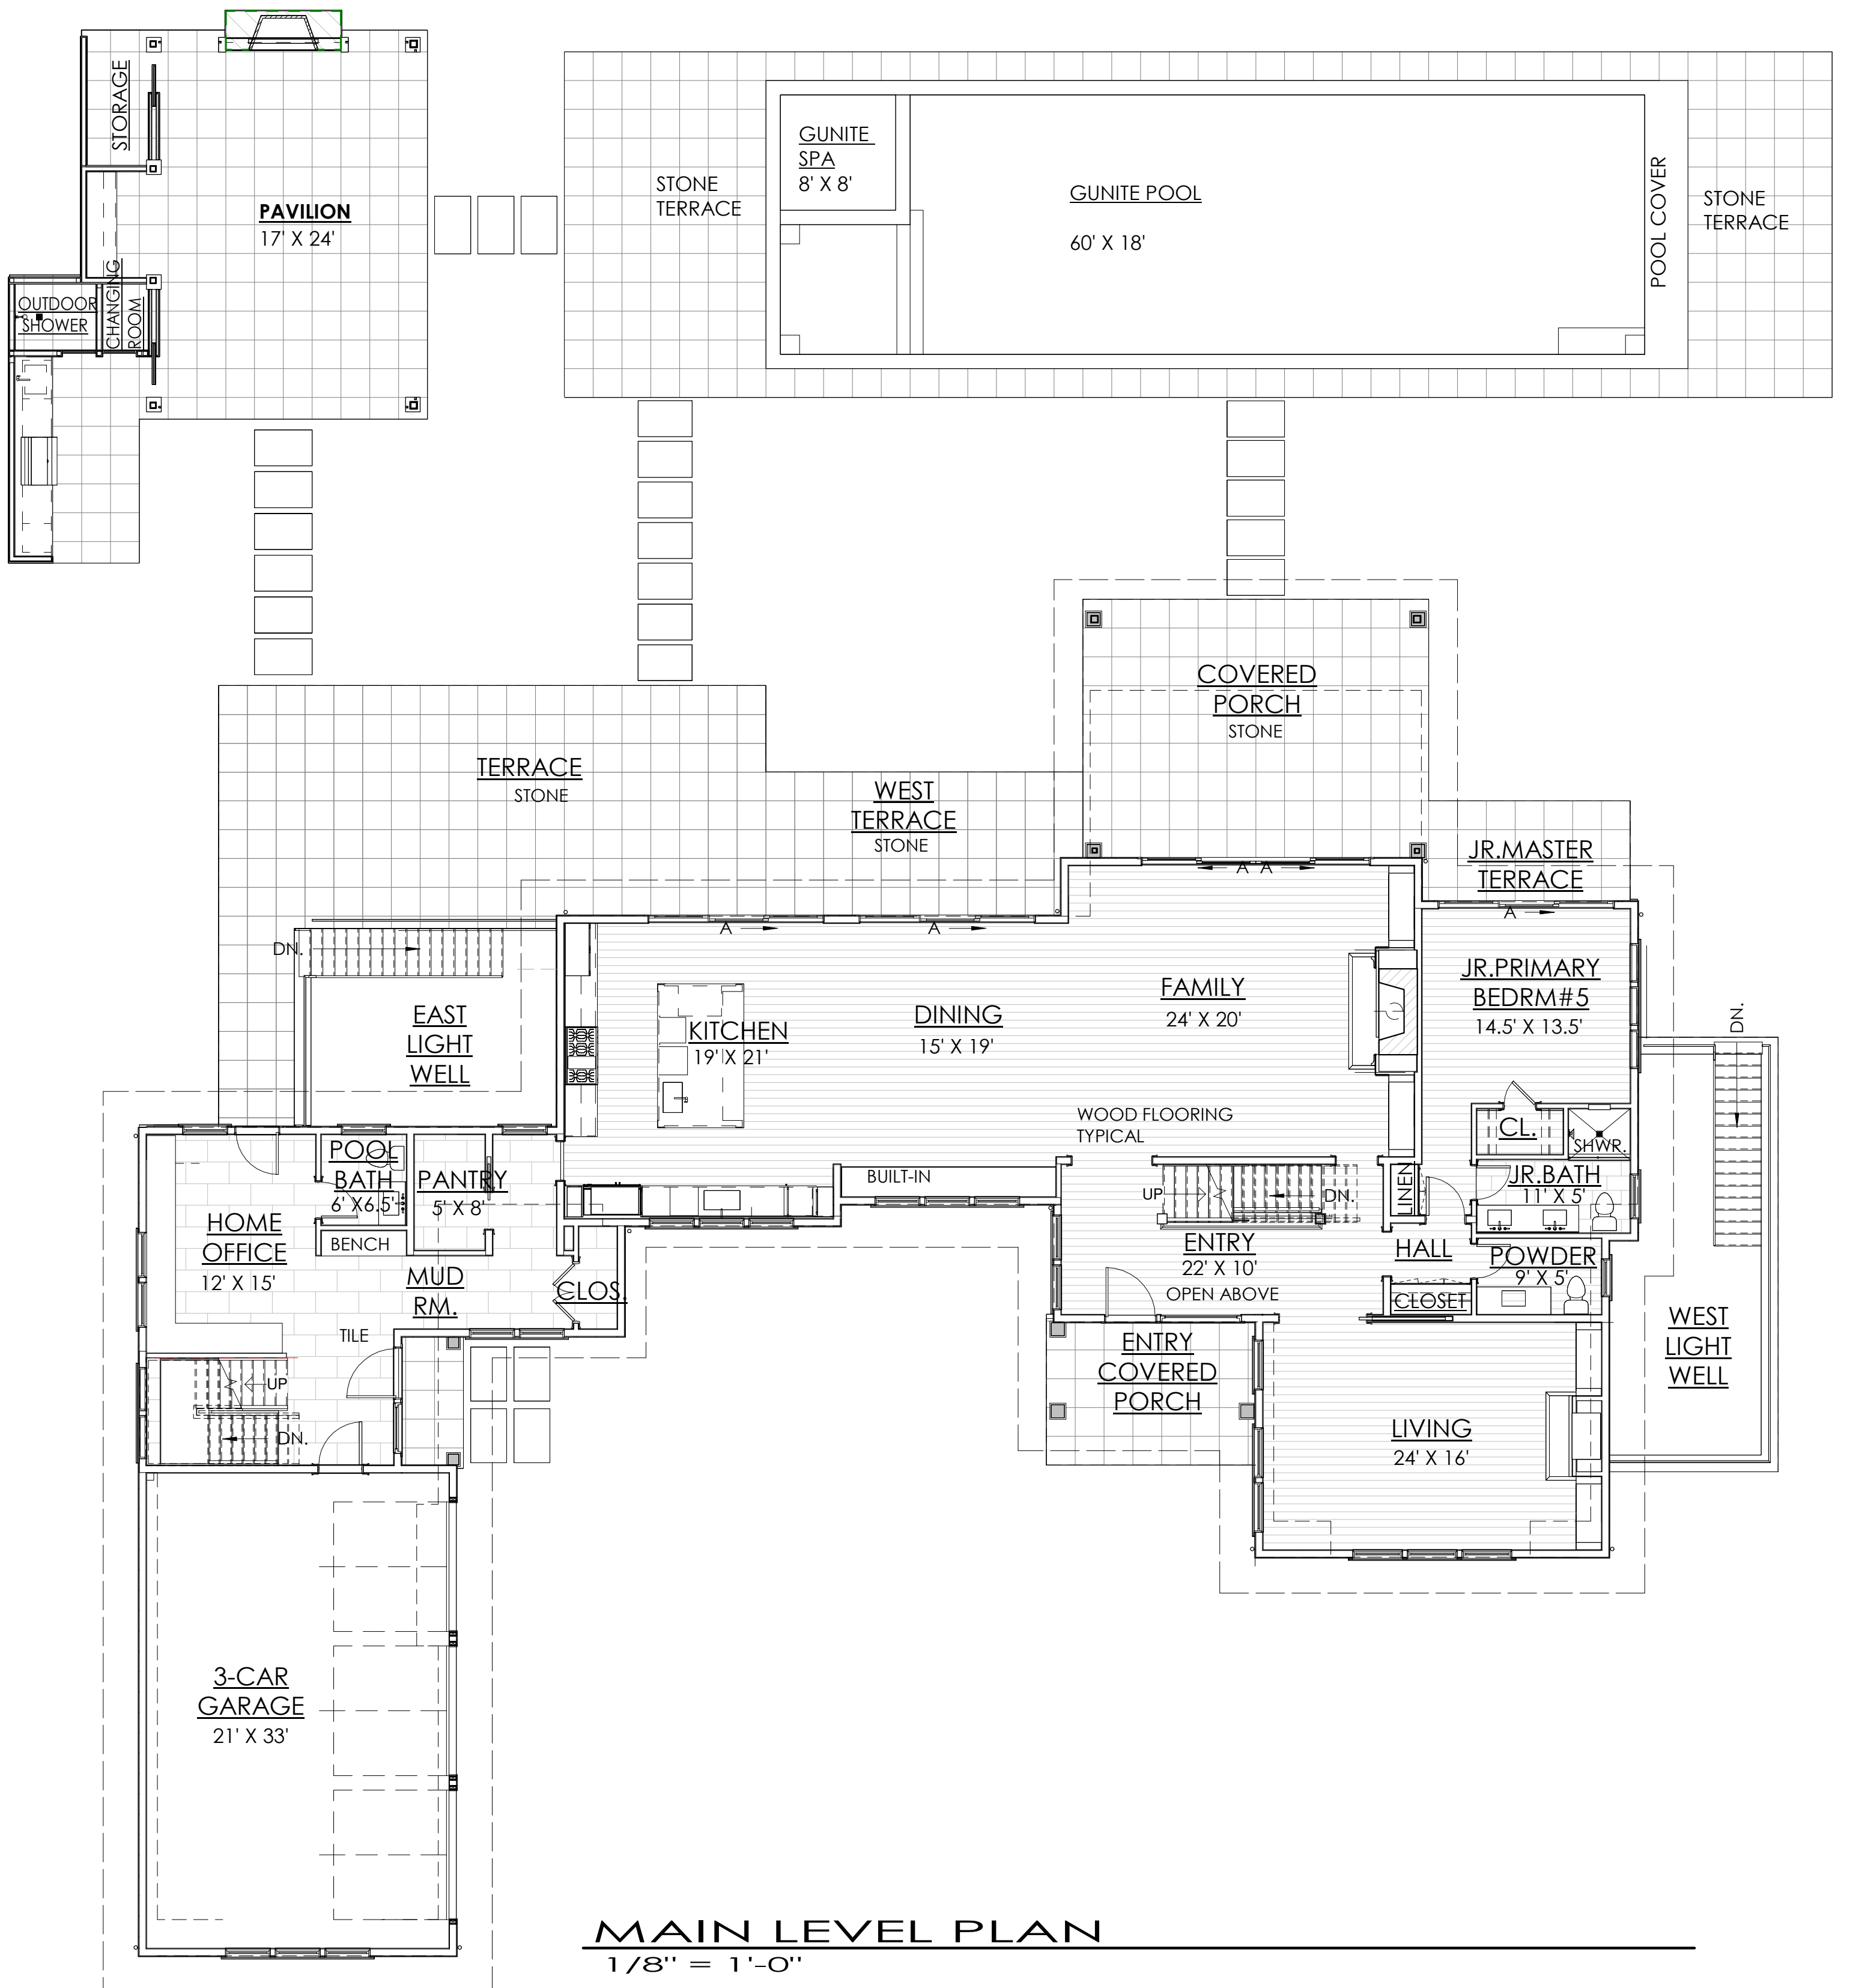 STORAGE
PAVILION
17' X 24'
CHANGING
ROOM
OUTDOOR
SHOWER
STONE
TERRACE
GUNITE
SPA
8' X 8'
GUNITE POOL
60' X 18'
POOL COVER
STONE
TERRACE
COVERED
PORCH
STONE
TERRACE
STONE
WEST
TERRACE
STONE
JR.MASTER
TERRACE
A A
A
A
A
DN.
EAST
LIGHT
WELL
KITCHEN
19' X 21'
DINING
15' X 19'
FAMILY
24' X 20'
JR.PRIMARY
BEDRM#5
14.5' X 13.5'
DN.
WOOD FLOORING
TYPICAL
CL.
SHWR.
POOL
BATH
6' X6.5'
PANTRY
5' X 8'
BUILT-IN
UP
DN.
LINEN
JR.BATH
11' X 5'
HOME
OFFICE
12' X 15'
BENCH
MUD
RM.
CLOS.
ENTRY
22' X 10'
OPEN ABOVE
HALL
POWDER
9' X 5'
CLOSET
TILE
UP
DN.
ENTRY
COVERED
PORCH
WEST
LIGHT
WELL
LIVING
24' X 16'
3-CAR
GARAGE
21' X 33'
MAIN LEVEL PLAN
1/8" = 1'-0"